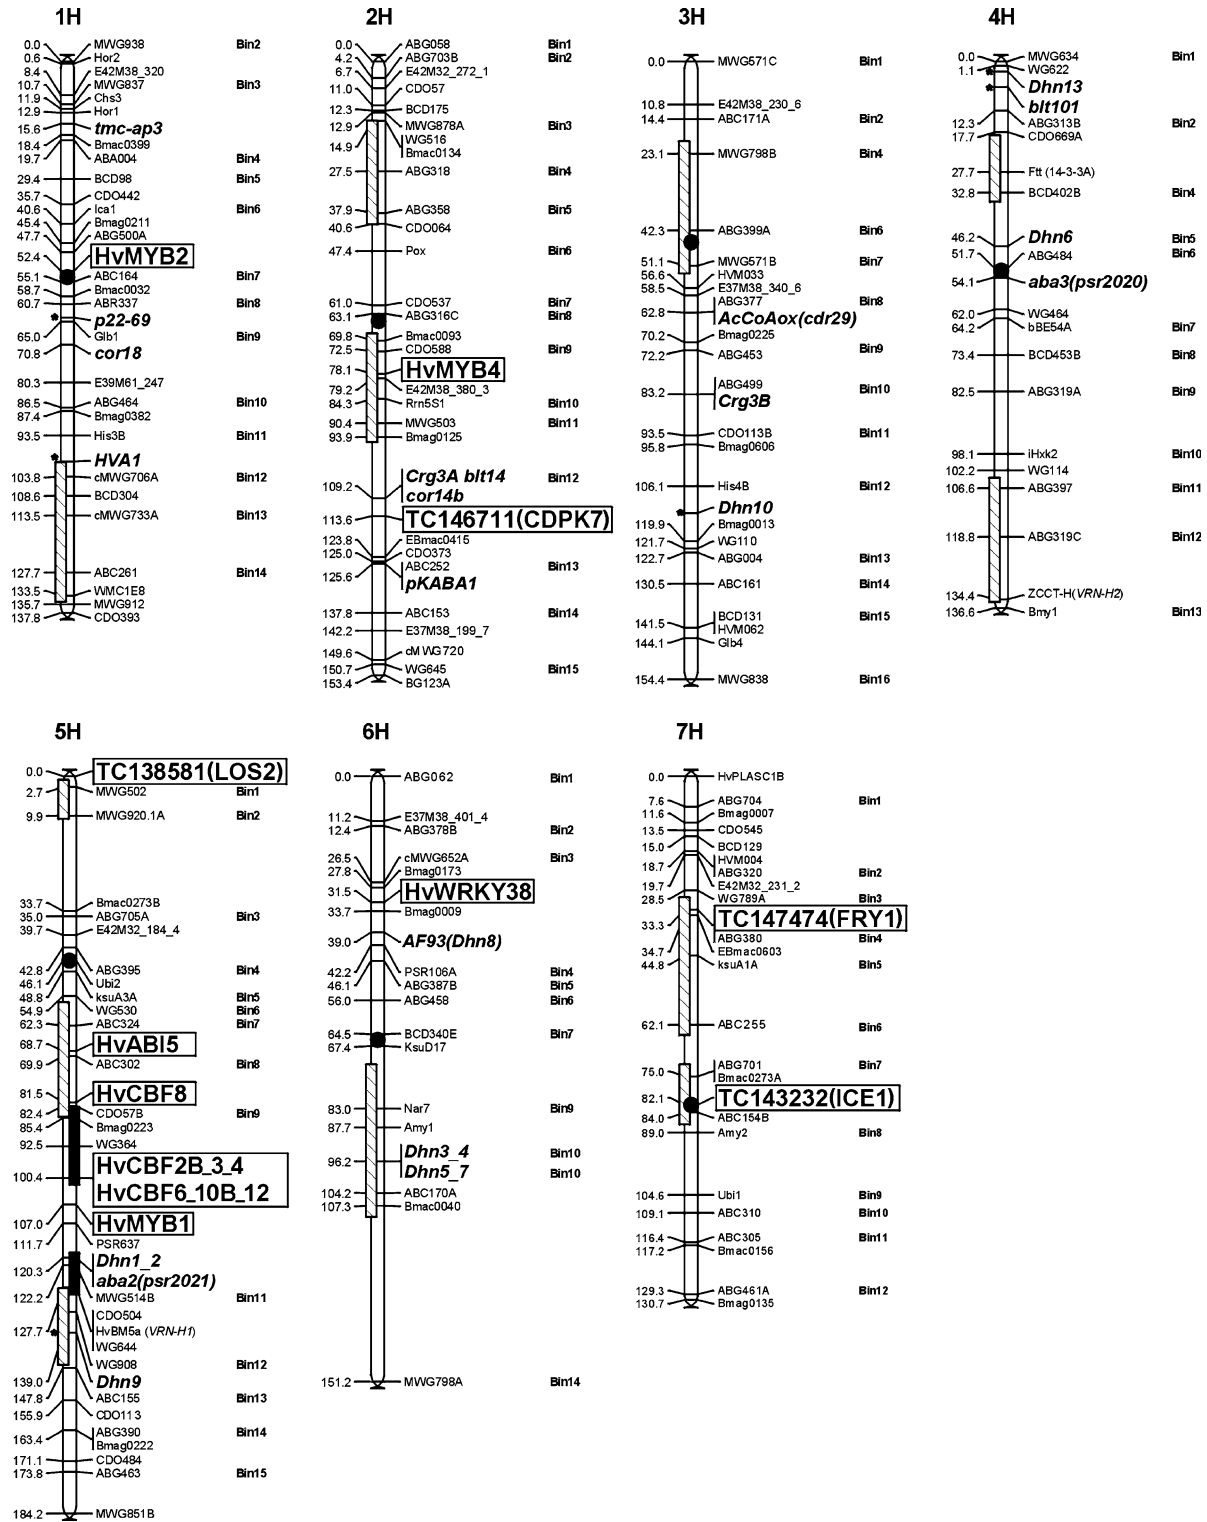 1H
0.0 MWG938 Bin2
0.6 Hor2
8.4 E42M38_320
10.7 MWG837 Bin3
11.9 Chs3
12.9 Hor1
15.6 tmc-ap3
18.4 Bmac0399
19.7 ABA004 Bin4
29.4 BCD98 Bin5
35.7 CDO442
40.6 Ica1 Bin6
45.4 Bmag0211
47.7 ABG500A
52.4 HvMYB2
55.1 ABC164 Bin7
58.7 Bmac0032
60.7 ABR337 Bin8
* p22-69
65.0 Glb1 Bin9
70.8 cor18
80.3 E39M61_247
86.5 ABG464 Bin10
87.4 Bmag0382
93.5 His3B Bin11
* HVA1
103.8 cMWG706A Bin12
108.6 BCD304
113.5 cMWG733A Bin13
127.7 ABC261 Bin14
133.5 WMC1E8
135.7 MWG912
137.8 CDO393
2H
0.0 ABG058 Bin1
4.2 ABG703B Bin2
6.7 E42M32_272_1
11.0 CDO57
12.3 BCD175
12.9 MWG878A Bin3
14.9 WG516
Bmac0134
27.5 ABG318 Bin4
37.9 ABG358 Bin5
40.6 CDO064
47.4 Pox Bin6
61.0 CDO537 Bin7
63.1 ABG316C Bin8
69.8 Bmac0093
72.5 CDO588 Bin9
78.1 HvMYB4
79.2 E42M38_380_3
84.3 Rrn5S1 Bin10
90.4 MWG503 Bin11
93.9 Bmag0125
109.2 Crg3A blt14 Bin12
cor14b
113.6 TC146711(CDPK7)
123.8 EBmac0415
125.0 CDO373
125.6 ABC252 Bin13
pKABA1
137.8 ABC153 Bin14
142.2 E37M38_199_7
149.6 cMWG720
150.7 WG645 Bin15
153.4 BG123A
3H
0.0 MWG571C Bin1
10.8 E42M38_230_6
14.4 ABC171A Bin2
23.1 MWG798B Bin4
42.3 ABG399A Bin6
51.1 MWG571B Bin7
56.6 HVM033
58.5 E37M38_340_6
62.8 ABG377 Bin8
AcCoAox(cdr29)
70.2 Bmag0225
72.2 ABG453 Bin9
83.2 ABG499 Bin10
Crg3B
93.5 CDO113B Bin11
95.8 Bmag0606
106.1 His4B Bin12
* Dhn10
119.9 Bmag0013
121.7 WG110
122.7 ABG004 Bin13
130.5 ABC161 Bin14
141.5 BCD131 Bin15
HVM062
144.1 Glb4
154.4 MWG838 Bin16
4H
0.0 MWG634 Bin1
1.1 WG622
* Dhn13
* blt101
12.3 ABG313B Bin2
17.7 CDO669A
27.7 Ftt (14-3-3A)
32.8 BCD402B Bin4
46.2 Dhn6 Bin5
51.7 ABG484 Bin6
54.1 aba3(psr2020)
62.0 WG464
64.2 bBE54A Bin7
73.4 BCD453B Bin8
82.5 ABG319A Bin9
98.1 iHxk2 Bin10
102.2 WG114
106.6 ABG397 Bin11
118.8 ABG319C Bin12
134.4 ZCCT-H(VRN-H2)
136.6 Bmy1 Bin13
5H
0.0 TC138581(LOS2)
2.7 MWG502 Bin1
9.9 MWG920.1A Bin2
33.7 Bmac0273B
35.0 ABG705A Bin3
39.7 E42M32_184_4
42.8 ABG395 Bin4
46.1 Ubi2
48.8 ksuA3A Bin5
54.9 WG530 Bin6
62.3 ABC324 Bin7
68.7 HvABI5
69.9 ABC302 Bin8
81.5 HvCBF8
82.4 CDO57B Bin9
85.4 Bmag0223
92.5 WG364
100.4 HvCBF2B_3_4
HvCBF6_10B_12
107.0 HvMYB1
111.7 PSR637
120.3 Dhn1_2
aba2(psr2021)
122.2 MWG514B Bin11
CDO504
127.7 * HvBM5a (VRN-H1)
WG644
WG908 Bin12
139.0 Dhn9
147.8 ABC155 Bin13
155.9 CDO113
163.4 ABG390 Bin14
Bmag0222
171.1 CDO484
173.8 ABG463 Bin15
184.2 MWG851B
6H
0.0 ABG062 Bin1
11.2 E37M38_401_4
12.4 ABG378B Bin2
26.5 cMWG652A Bin3
27.8 Bmag0173
31.5 HvWRKY38
33.7 Bmag0009
39.0 AF93(Dhn8)
42.2 PSR106A Bin4
46.1 ABG387B Bin5
56.0 ABG458 Bin6
64.5 BCD340E Bin7
67.4 KsuD17
83.0 Nar7 Bin9
87.7 Amy1
96.2 Dhn3_4 Bin10
Dhn5_7 Bin10
104.2 ABC170A
107.3 Bmac0040
151.2 MWG798A Bin14
7H
0.0 HvPLASC1B
7.6 ABG704 Bin1
11.6 Bmag0007
13.5 CDO545
15.0 BCD129
18.7 HVM004
ABG320 Bin2
19.7 E42M32_231_2
28.5 WG789A Bin3
33.3 TC147474(FRY1)
ABG380 Bin4
34.7 EBmac0603
44.8 ksuA1A Bin5
62.1 ABC255 Bin6
75.0 ABG701 Bin7
Bmac0273A
82.1 TC143232(ICE1)
84.0 ABC154B
89.0 Amy2 Bin8
104.6 Ubi1 Bin9
109.1 ABC310 Bin10
116.4 ABC305 Bin11
117.2 Bmac0156
129.3 ABG461A Bin12
130.7 Bmag0135